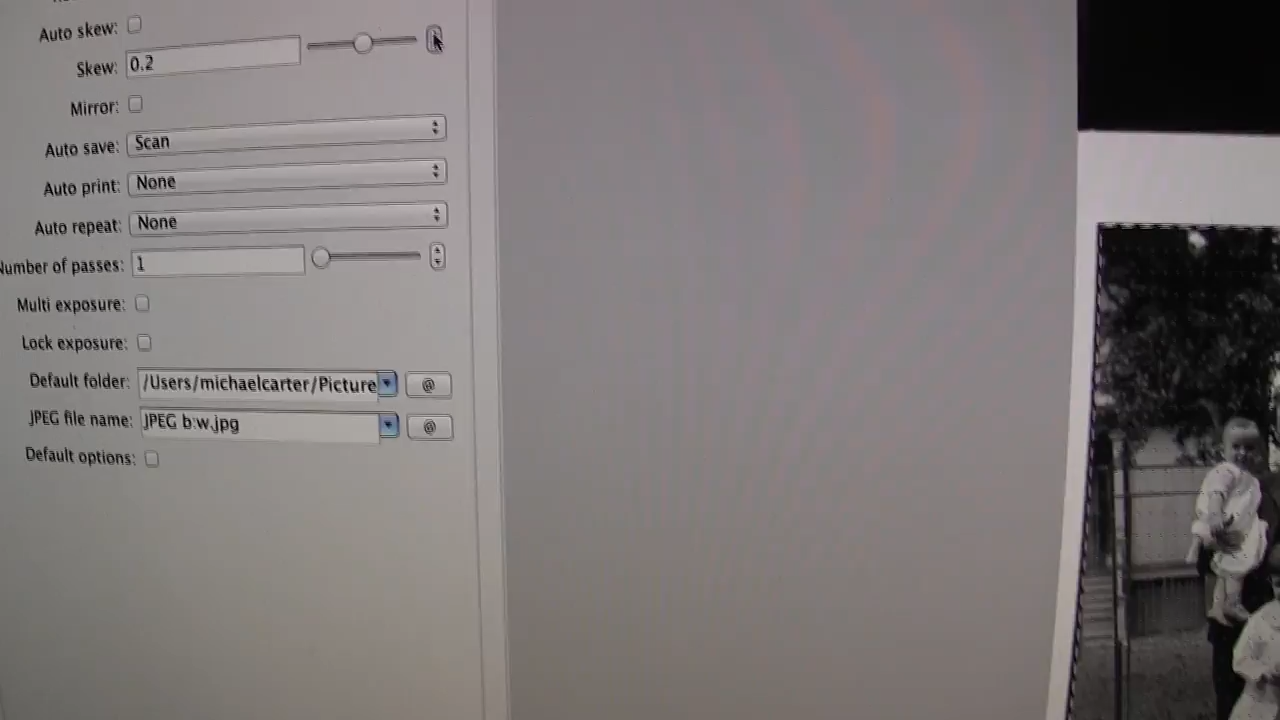 Auto skew:
Skew: 0.2
Mirror:
Auto save: Scan
Auto print: None
Auto repeat: None
Number of passes: 1
Multi exposure:
Lock exposure:
Default folder: /Users/michaelcarter/Picture @
JPEG file name: JPEG b:w.jpg @
Default options: